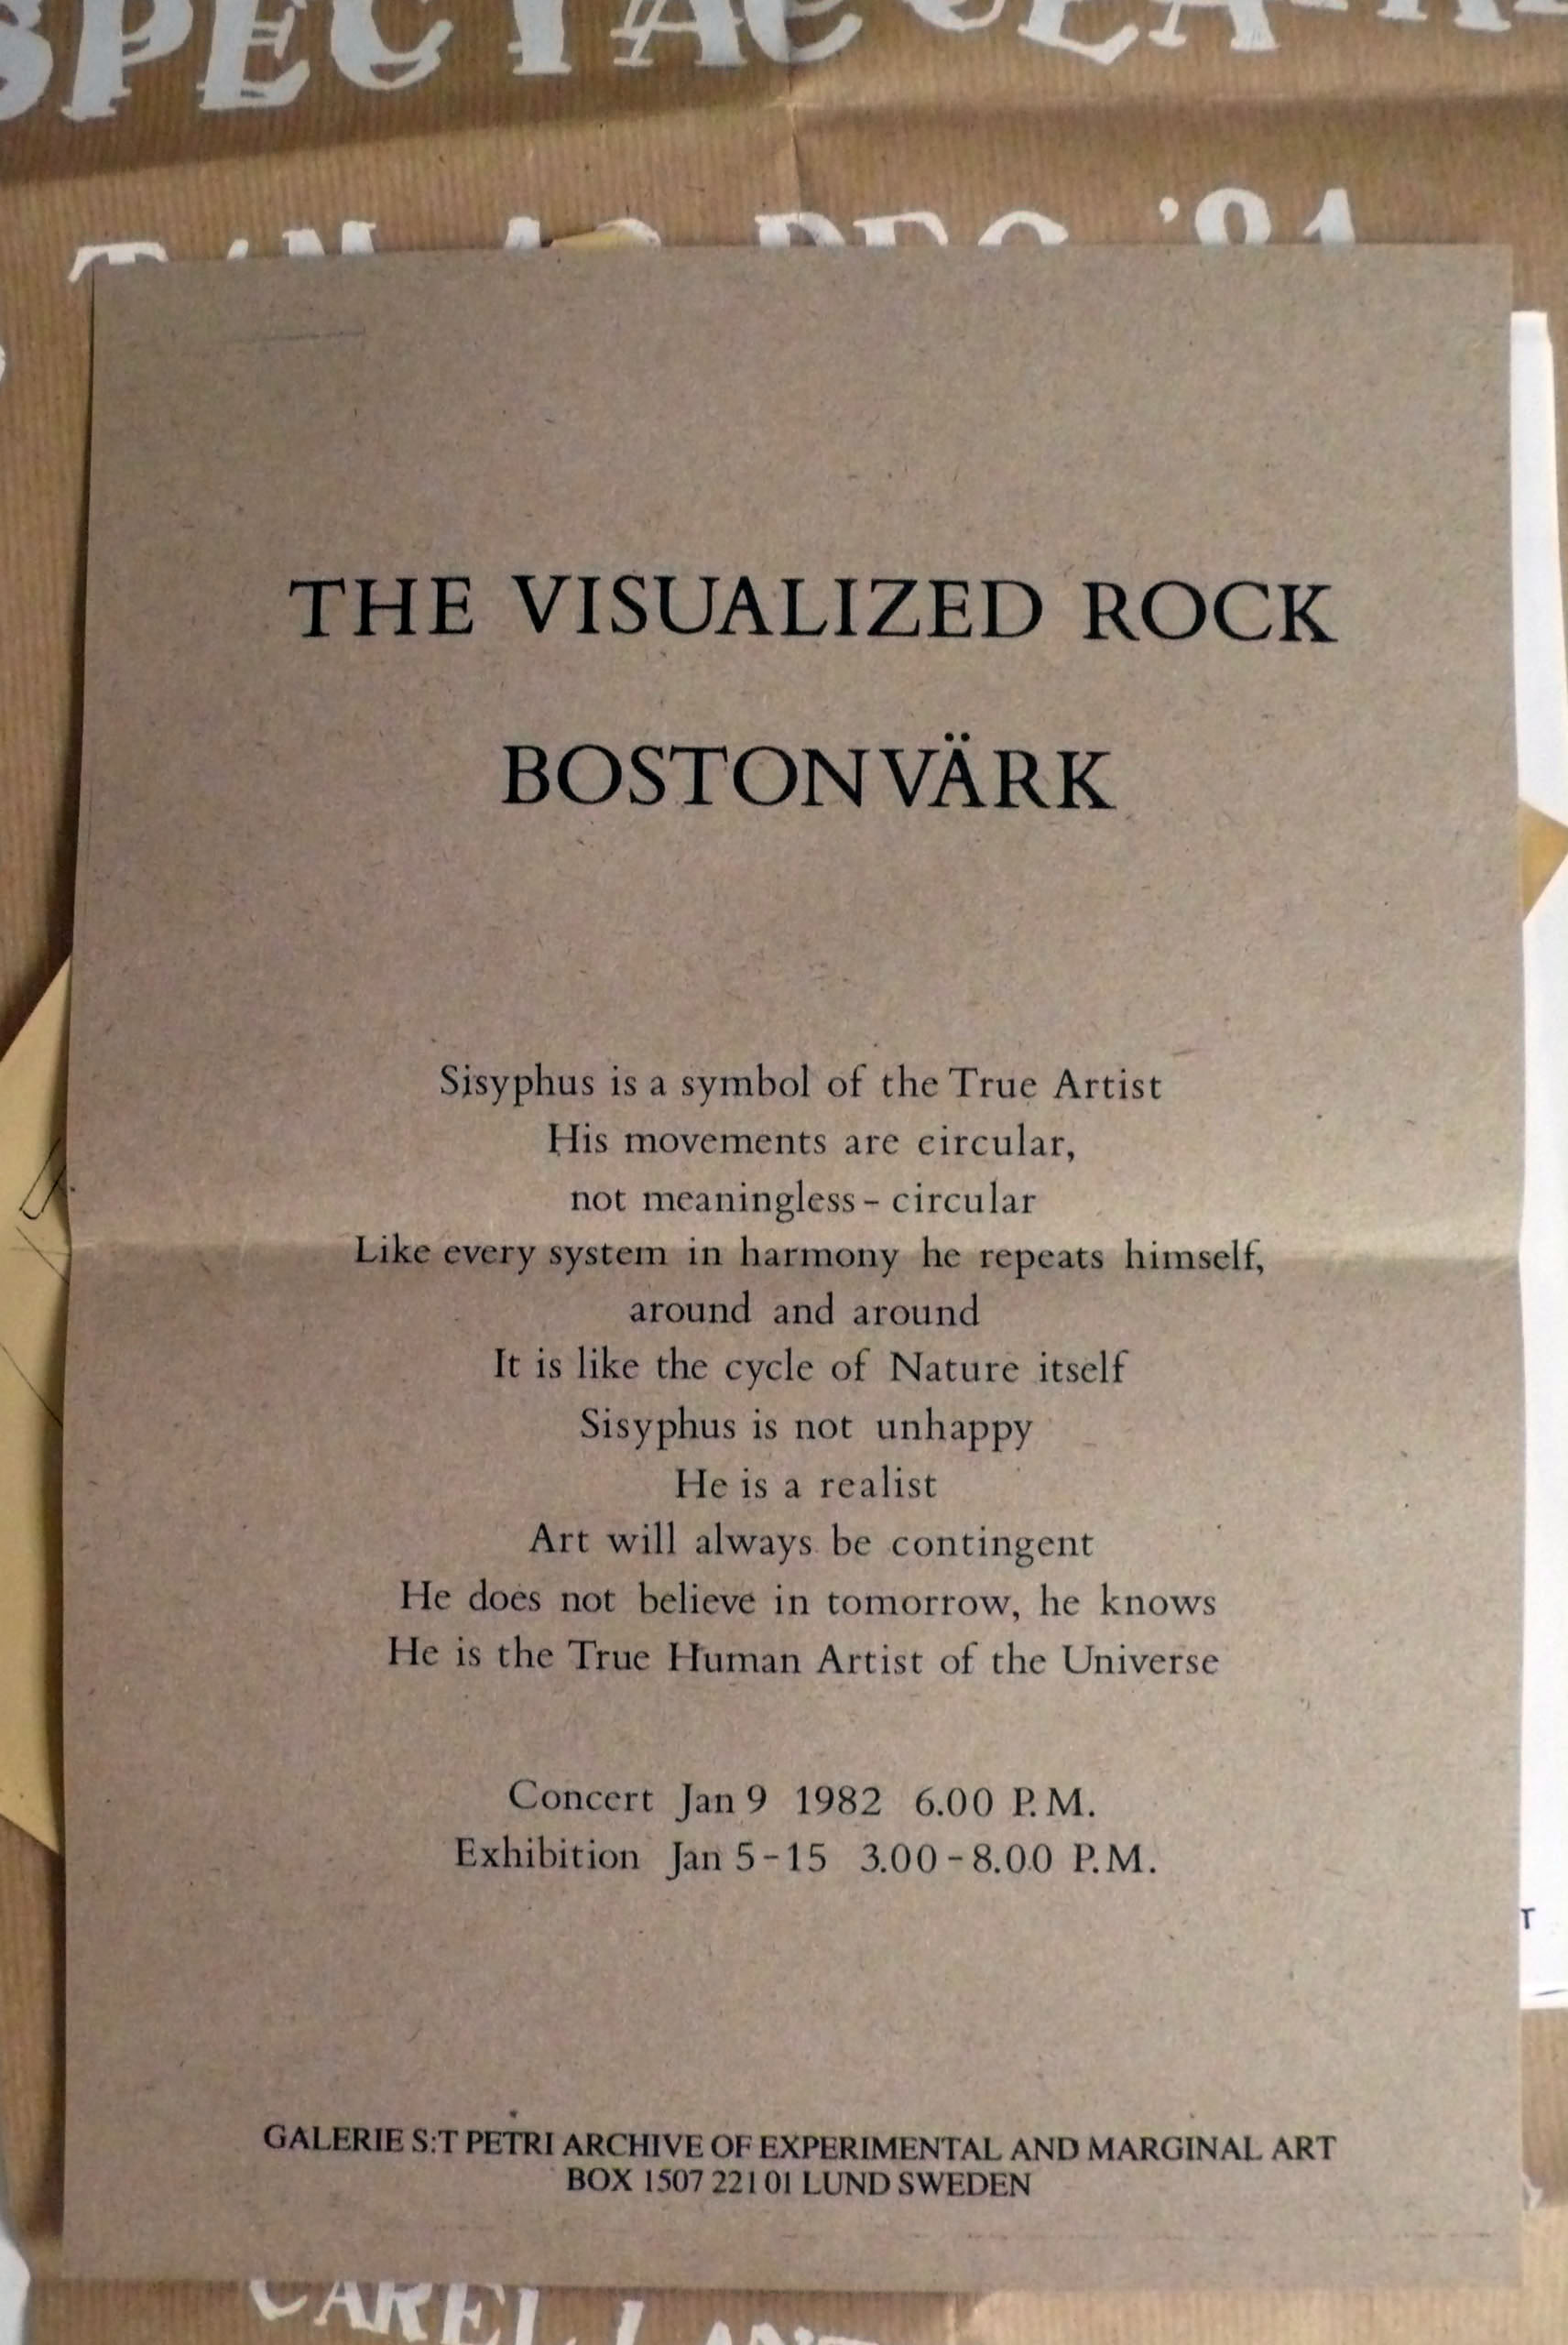 THE VISUALIZED ROCK
BOSTONVÄRK
Sisyphus is a symbol of the True Artist
His movements are circular,
not meaningless – circular
Like every system in harmony he repeats himself,
around and around
It is like the cycle of Nature itself
Sisyphus is not unhappy
He is a realist
Art will always be contingent
He does not believe in tomorrow, he knows
He is the True Human Artist of the Universe
Concert Jan 9 1982 6.00 P.M.
Exhibition Jan 5–15 3.00–8.00 P.M.
GALERIE S:T PETRI ARCHIVE OF EXPERIMENTAL AND MARGINAL ART
BOX 1507 221 01 LUND SWEDEN
CAREL